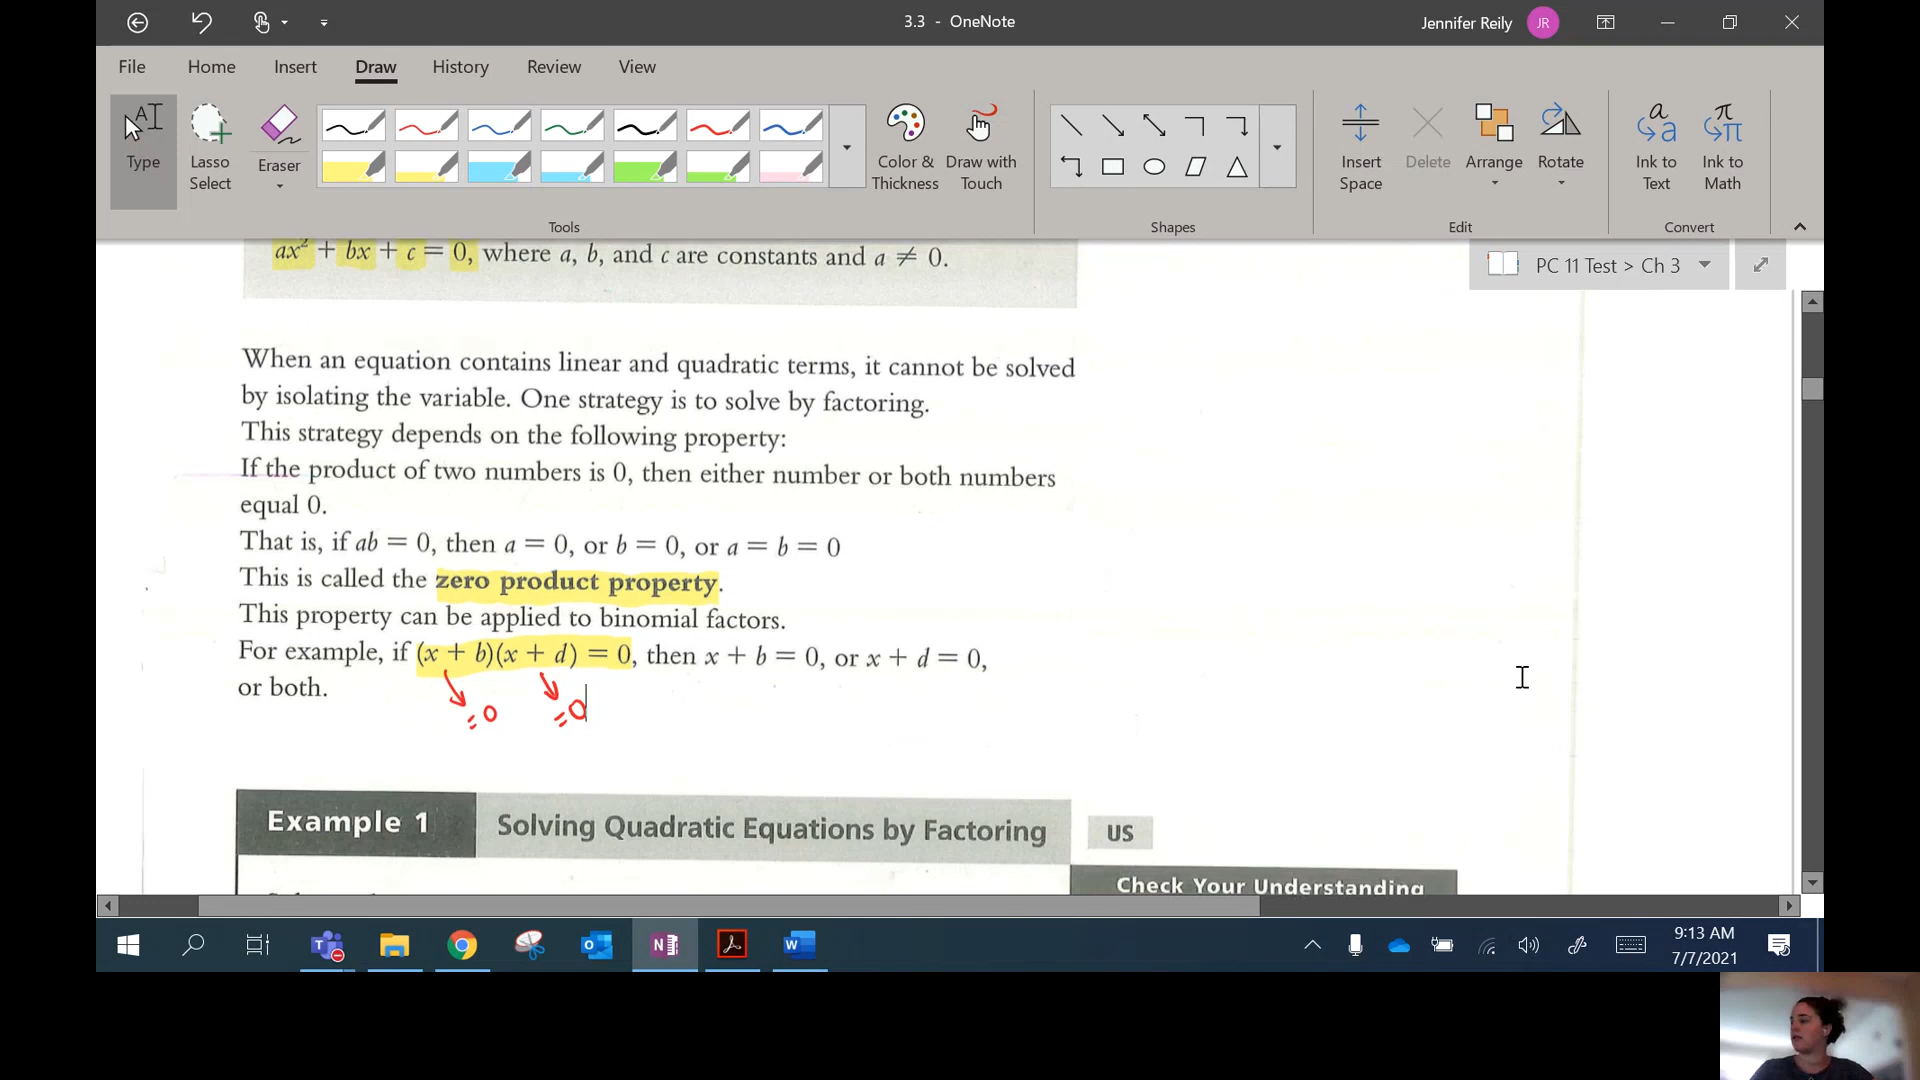 3.3 - OneNote
Jennifer Reily
JR
File Home Insert Draw History Review View
Type
Lasso Select
Eraser
Color & Thickness
Draw with Touch
Insert Space
Delete
Arrange
Rotate
Ink to Text
Ink to Math
Tools
Shapes
Edit
Convert
PC 11 Test > Ch 3
ax² + bx + c = 0, where a, b, and c are constants and a ≠ 0.
When an equation contains linear and quadratic terms, it cannot be solved
by isolating the variable. One strategy is to solve by factoring.
This strategy depends on the following property:
If the product of two numbers is 0, then either number or both numbers
equal 0.
That is, if ab = 0, then a = 0, or b = 0, or a = b = 0
This is called the zero product property.
This property can be applied to binomial factors.
For example, if (x + b)(x + d) = 0, then x + b = 0, or x + d = 0,
or both.
=0 =0
Example 1 Solving Quadratic Equations by Factoring US
Check Your Understanding
9:13 AM
7/7/2021